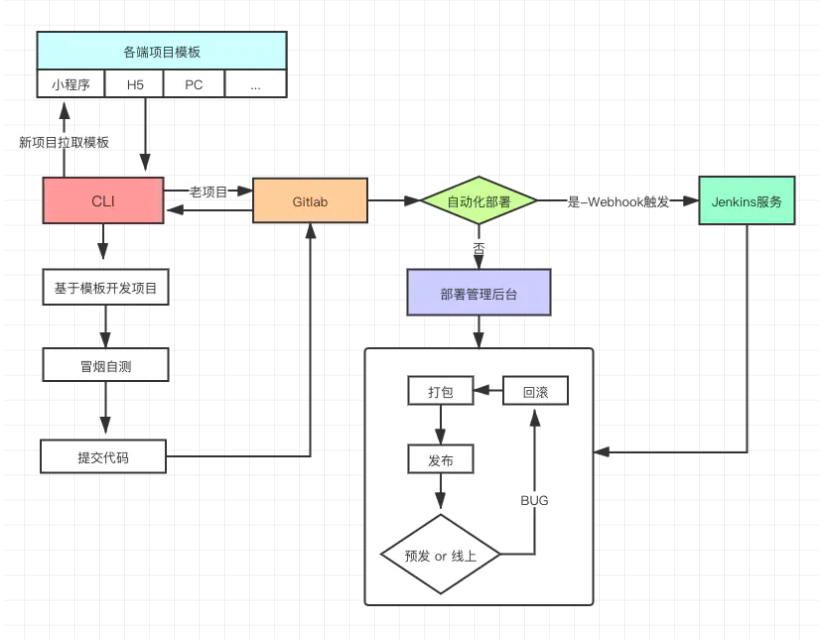 各端项目模板
小程序
H5
PC
...
新项目拉取模板
CLI
老项目
Gitlab
自动化部署
是-Webhook触发
Jenkins服务
否
基于模板开发项目
部署管理后台
冒烟自测
打包
回滚
提交代码
发布
BUG
预发 or 线上